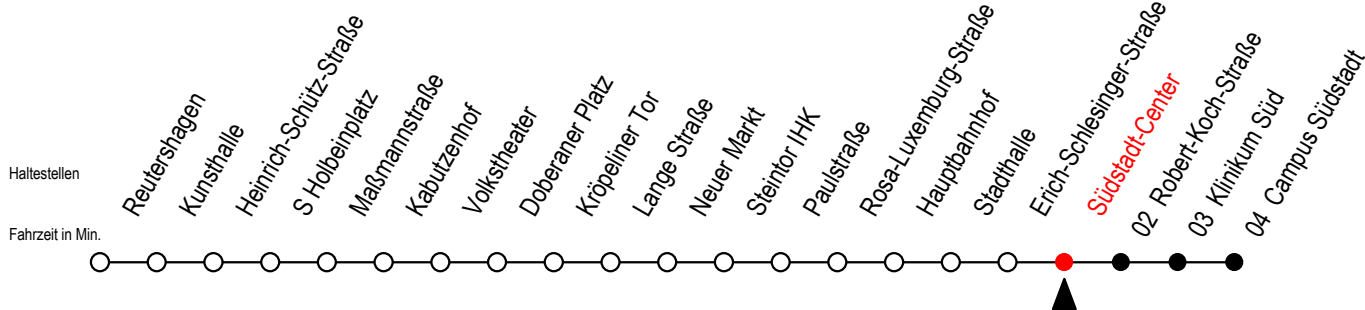 Haltestellen
Reutershagen
Kunsthalle
Heinrich-Schütz-Straße
S Holbeinplatz
Maßmannstraße
Kabutzenhof
Volkstheater
Doberaner Platz
Kröpeliner Tor
Lange Straße
Neuer Markt
Steintor IHK
Paulstraße
Rosa-Luxemburg-Straße
Hauptbahnhof
Stadthalle
Erich-Schlesinger-Straße
Südstadt-Center
02 Robert-Koch-Straße
03 Klinikum Süd
04 Campus Südstadt
Fahrzeit in Min.